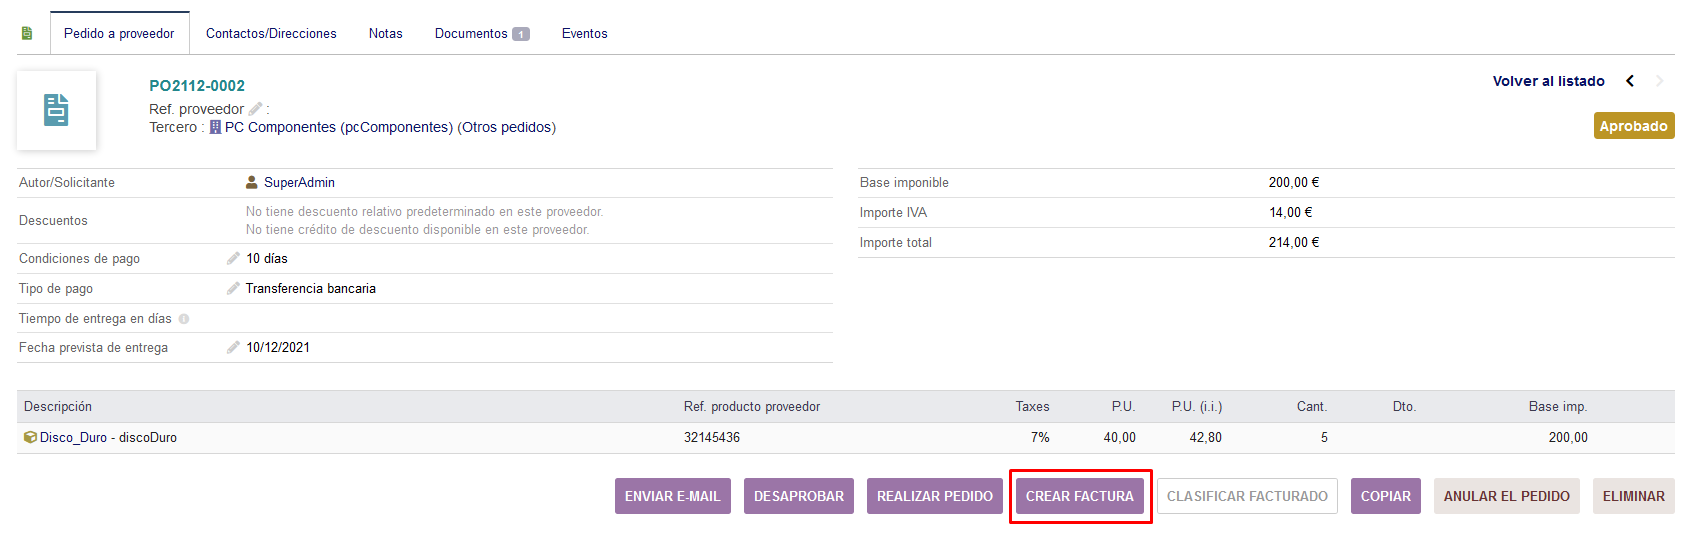 Pedido a proveedor Contactos/Direcciones Notas Documentos 1 Eventos
PO2112-0002
Volver al listado
Ref. proveedor :
Tercero : PC Componentes (pcComponentes) (Otros pedidos)
Aprobado
Autor/Solicitante SuperAdmin
Descuentos No tiene descuento relativo predeterminado en este proveedor.
No tiene crédito de descuento disponible en este proveedor.
Condiciones de pago 10 días
Tipo de pago Transferencia bancaria
Tiempo de entrega en días
Fecha prevista de entrega 10/12/2021
Base imponible 200,00 €
Importe IVA 14,00 €
Importe total 214,00 €
Descripción Ref. producto proveedor Taxes P.U. P.U. (i.i.) Cant. Dto. Base imp.
Disco_Duro - discoDuro 32145436 7% 40,00 42,80 5 200,00
ENVIAR E-MAIL DESAPROBAR REALIZAR PEDIDO CREAR FACTURA CLASIFICAR FACTURADO COPIAR ANULAR EL PEDIDO ELIMINAR